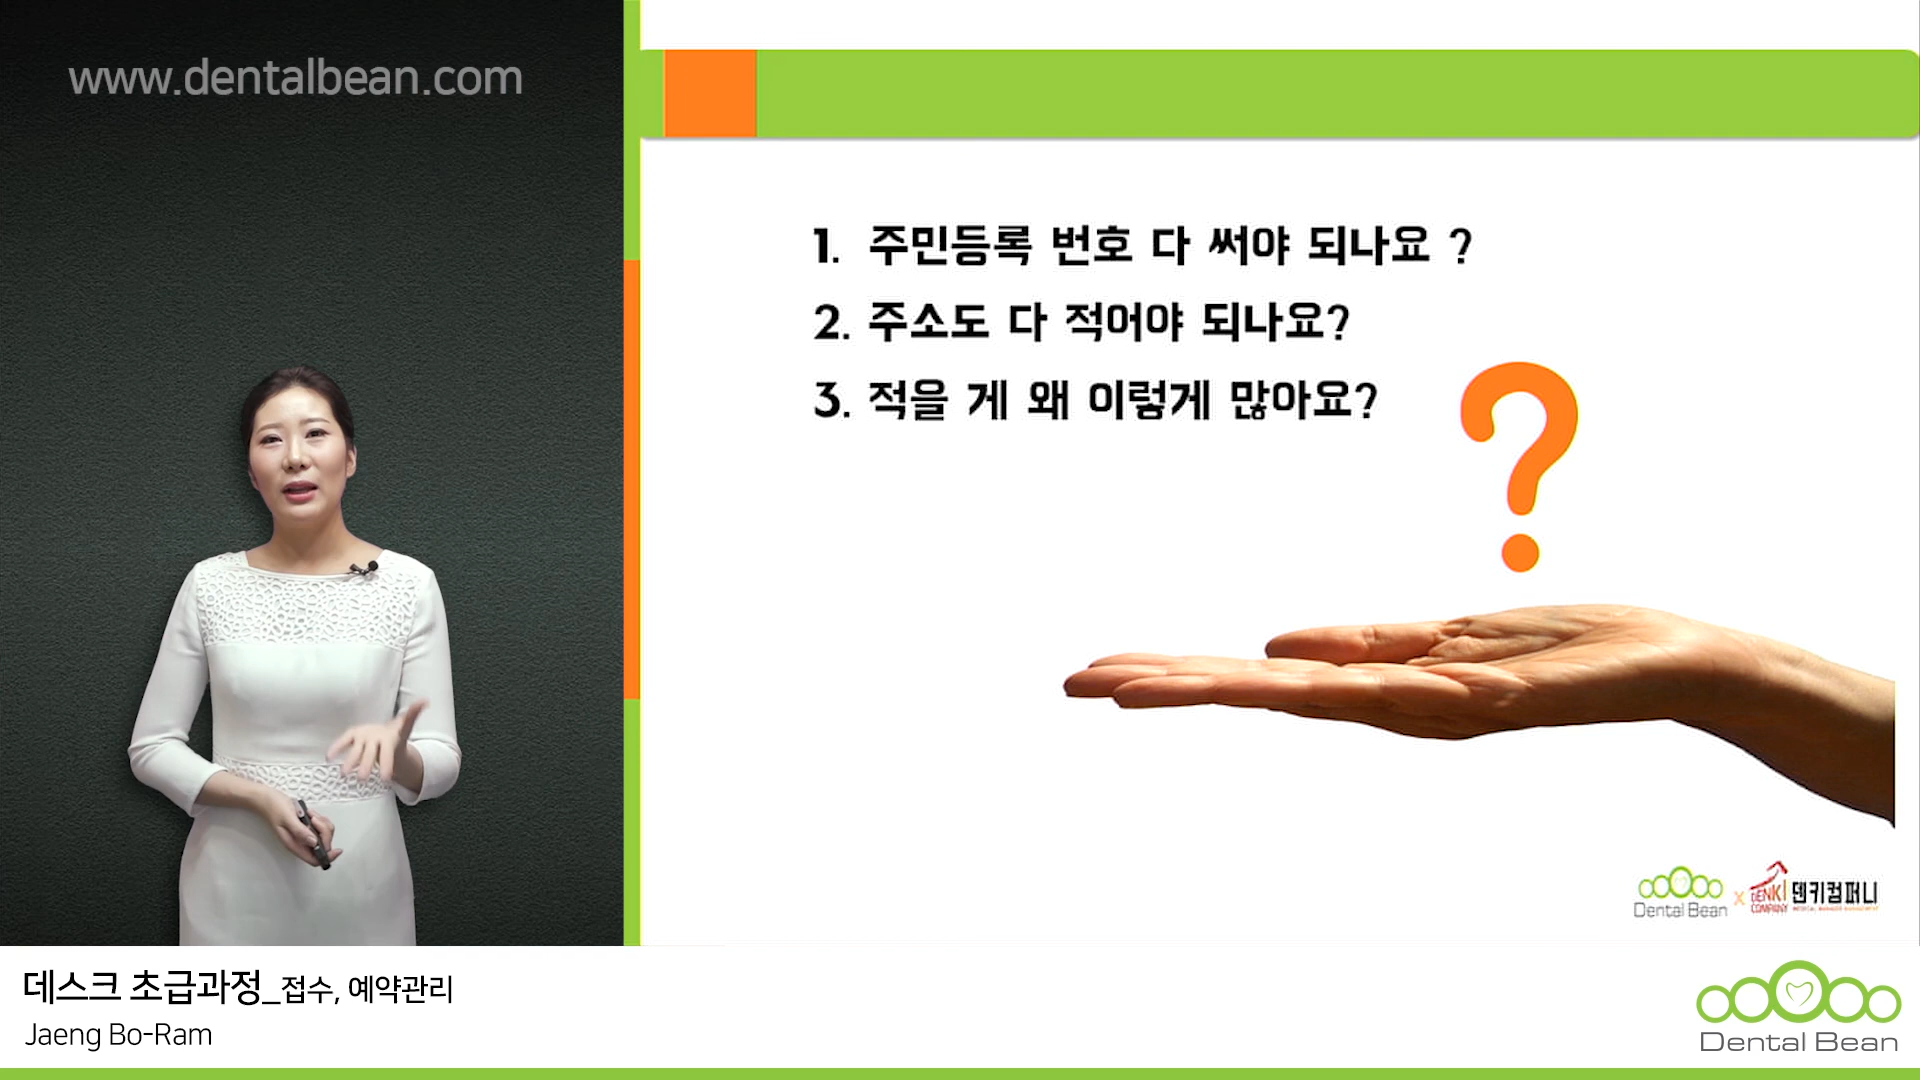 www.dentalbean.com
1. 주민등록 번호 다 써야 되나요 ?
2. 주소도 다 적어야 되나요?
3. 적을 게 왜 이렇게 많아요?
?
Dental Bean x DENKI COMPANY 덴키컴퍼니
데스크 초급과정_접수, 예약관리
Jaeng Bo-Ram
Dental Bean